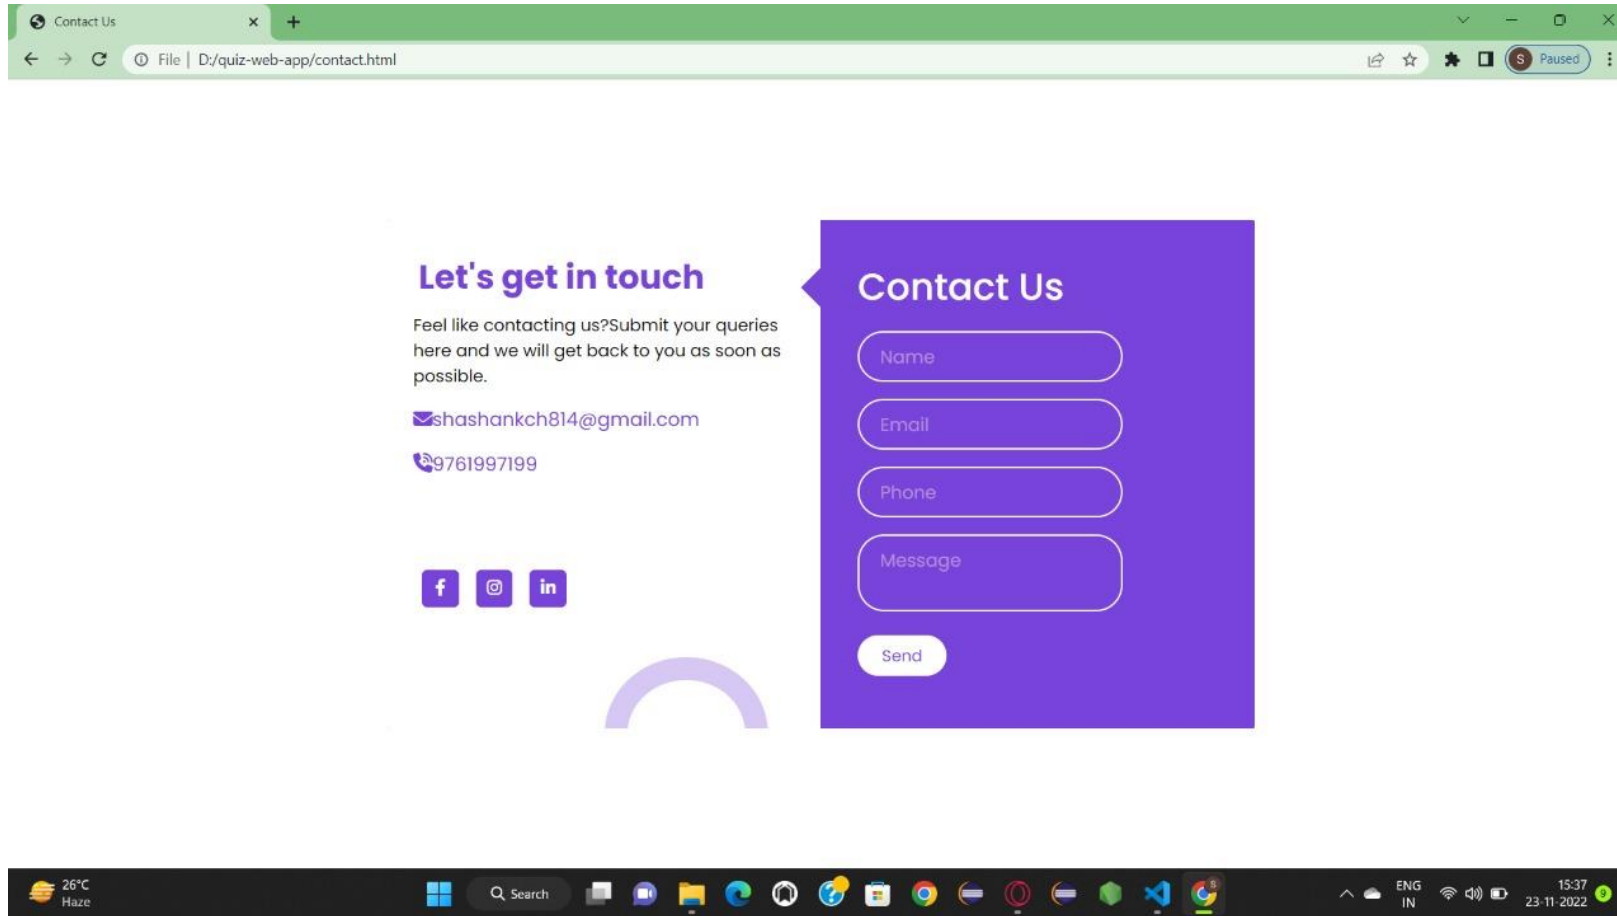 Contact Us
File | D:/quiz-web-app/contact.html
S Paused
Let's get in touch
Feel like contacting us?Submit your queries
here and we will get back to you as soon as
possible.
shashankch814@gmail.com
9761997199
f in
Contact Us
Name
Email
Phone
Message
Send
26°C
Haze
Search
S
ENG
IN
15:37
23-11-2022
9